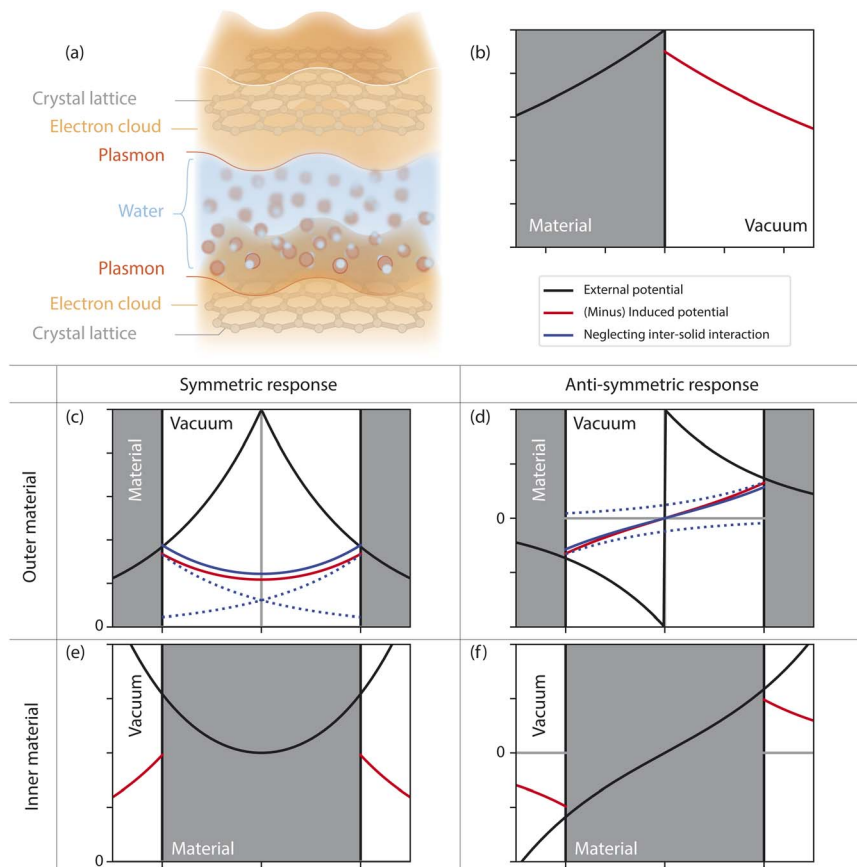 (a)
Crystal lattice
Electron cloud
Plasmon
Water
Plasmon
Electron cloud
Crystal lattice
(b)
Material
Vacuum
External potential
(Minus) Induced potential
Neglecting inter-solid interaction
Symmetric response
Anti-symmetric response
Outer material
(c)
Vacuum
Material
0
(d)
Vacuum
Material
0
Inner material
(e)
Vacuum
Material
0
(f)
Vacuum
Material
0